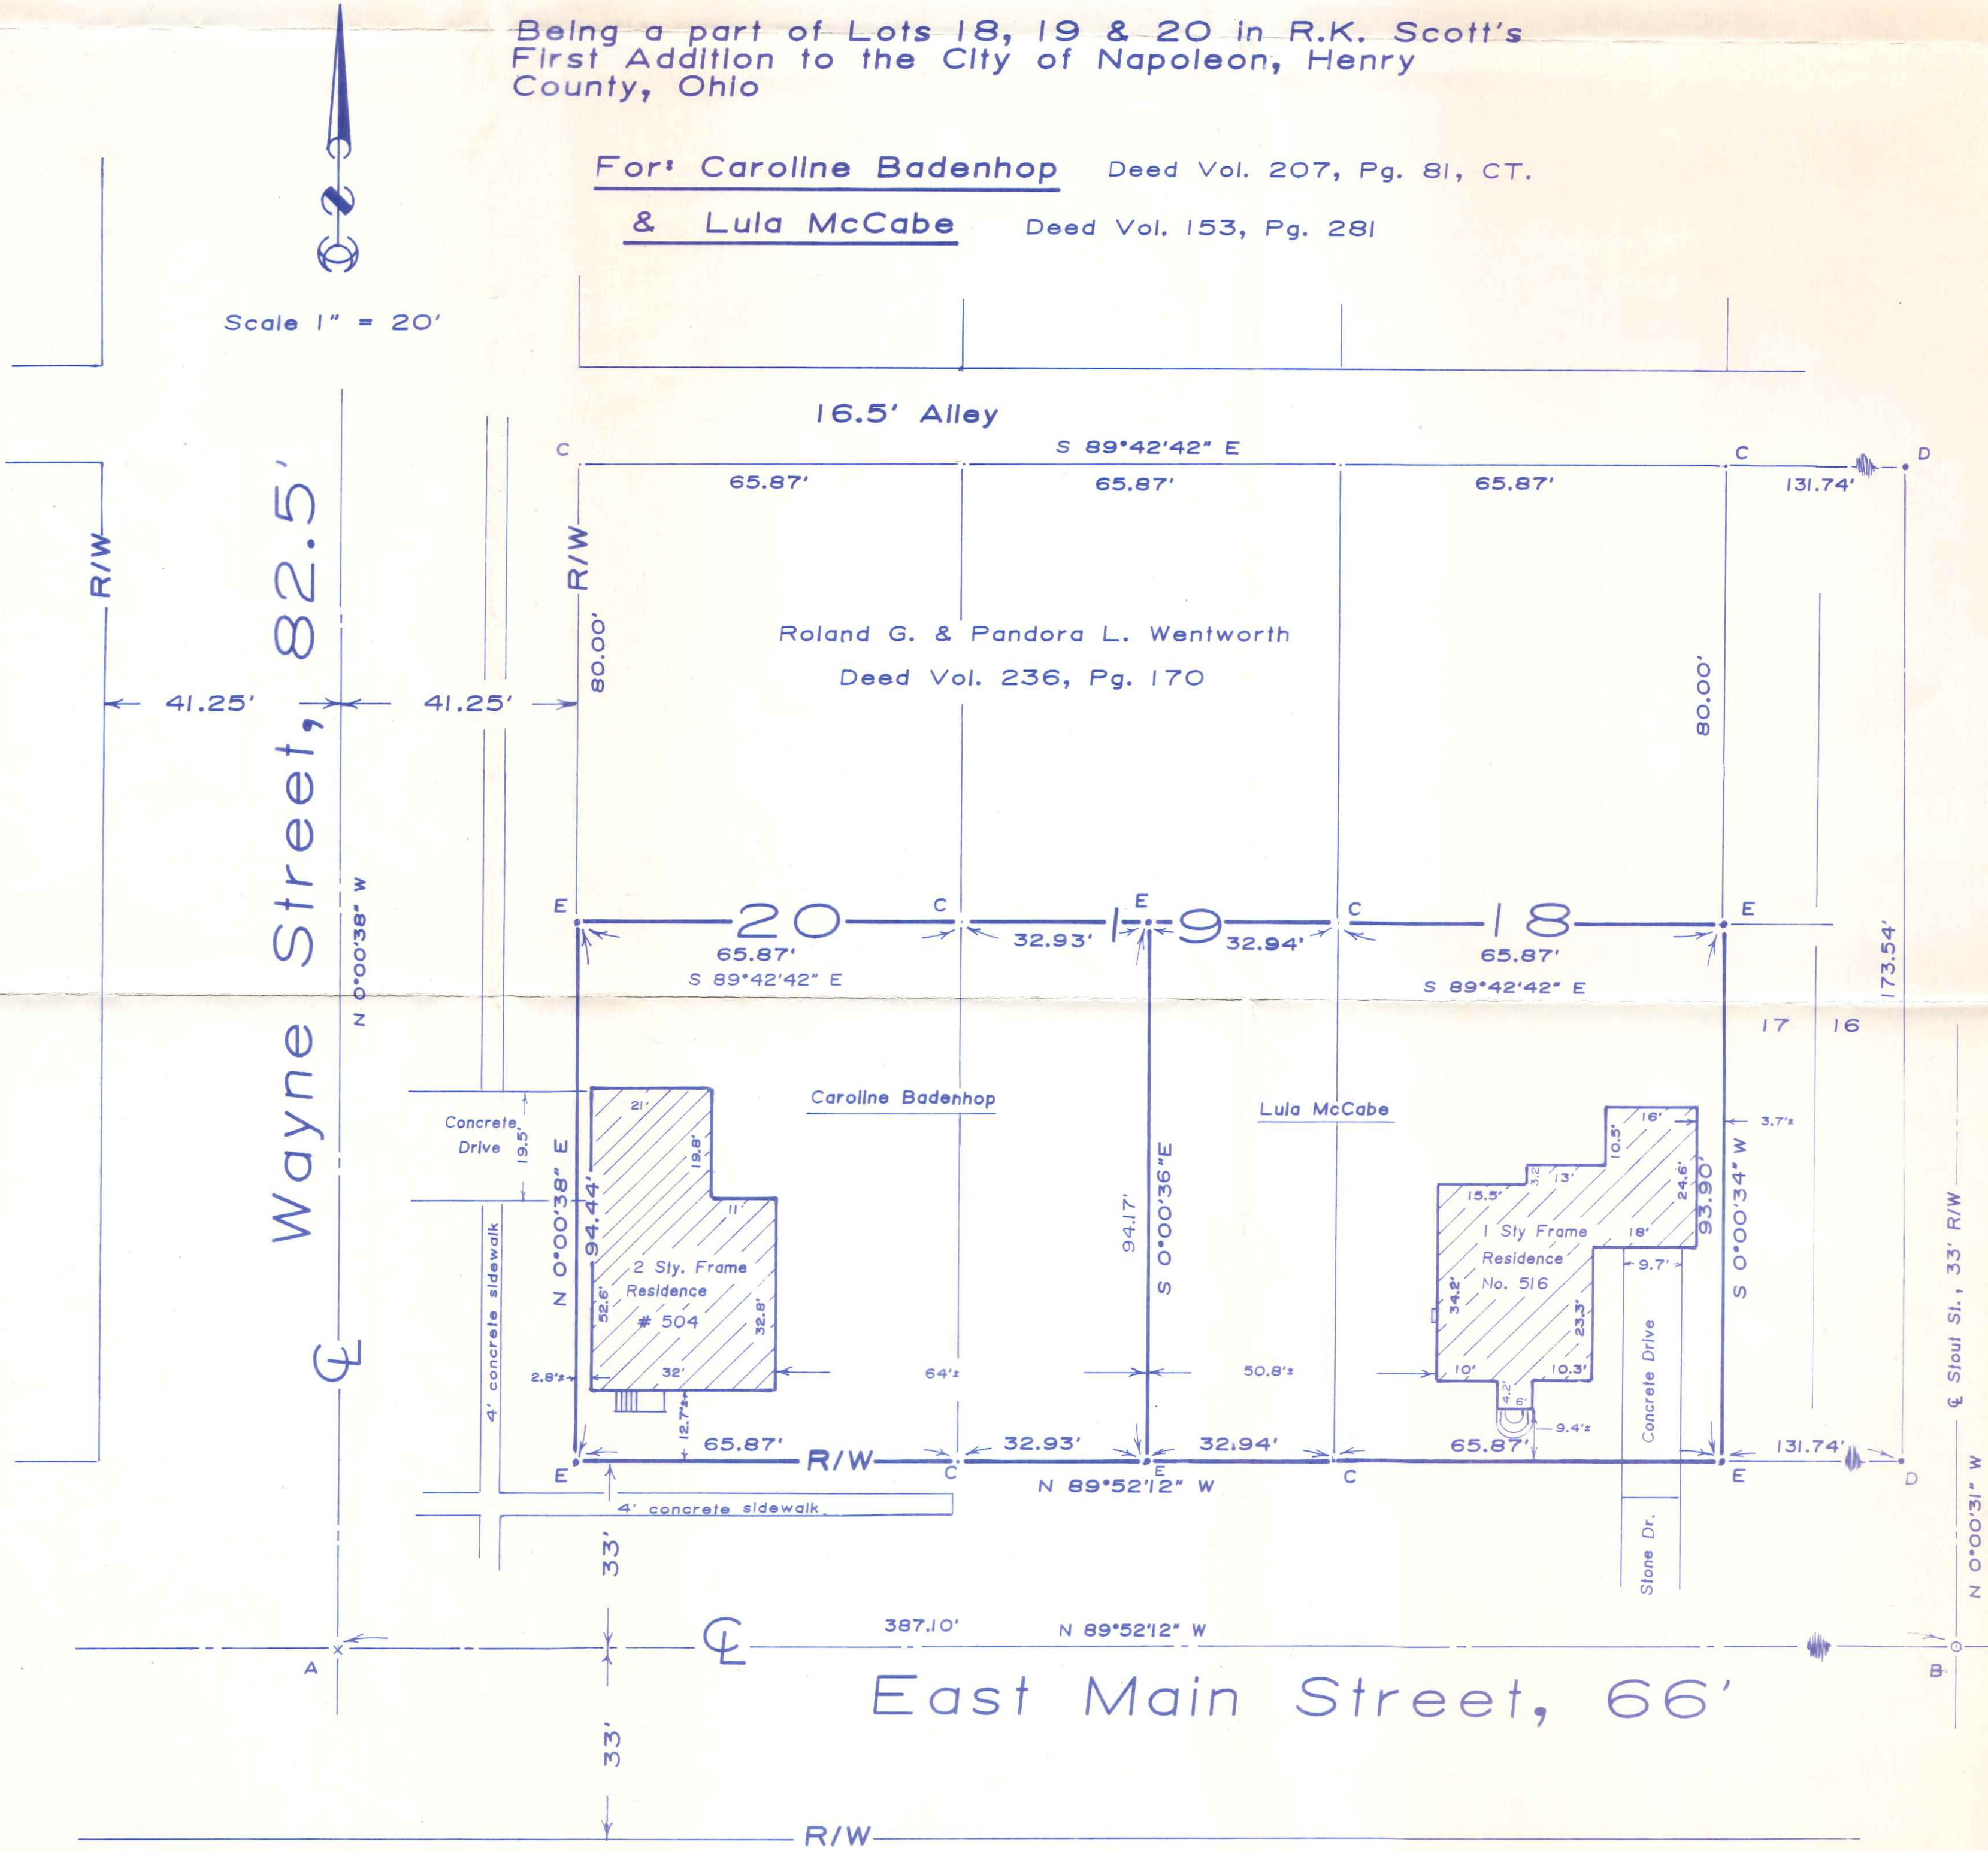 Being a part of Lots 18, 19 & 20 in R.K. Scott's
First Addition to the City of Napoleon, Henry
County, Ohio
For: Caroline Badenhop Deed Vol. 207, Pg. 81, CT.
& Lula McCabe Deed Vol. 153, Pg. 281
Scale 1" = 20'
16.5' Alley
C
S 89°42'42" E
C
D
65.87'
65.87'
65.87'
131.74'
R/W
Wayne Street, 82.5'
R/W
80.00'
Roland G. & Pandora L. Wentworth
Deed Vol. 236, Pg. 170
80.00'
41.25'
41.25'
N 0°00'38" W
E
20
C
E
19
C
18
E
65.87'
32.93'
32.94'
65.87'
S 89°42'42" E
S 89°42'42" E
173.54'
17
16
Caroline Badenhop
Lula McCabe
Concrete
Drive
19.5'
N 0°00'38" E
94.44'
21'
19.8'
11'
2 Sty. Frame
Residence
# 504
52.6'
32.8'
32'
2.8'±
12.7'±
64'±
94.17'
S 0°00'36"E
50.8'±
16'
3.7'±
10.5'
3.2'
13'
15.5'
24.6'
93.90'
S 0°00'34" W
1 Sty Frame
Residence
No. 516
18'
9.7'
34.2'
23.3'
10'
10.3'
4.2'
6'
9.4'±
Concrete Drive
Stone Dr.
℄ Stout St., 33' R/W
4' concrete sidewalk
℄
65.87'
R/W
32.93'
32.94'
65.87'
131.74'
E
C
E
C
E
D
N 89°52'12" W
4' concrete sidewalk
33'
N 0°00'31" W
℄
387.10'
N 89°52'12" W
A
B
East Main Street, 66'
33'
R/W